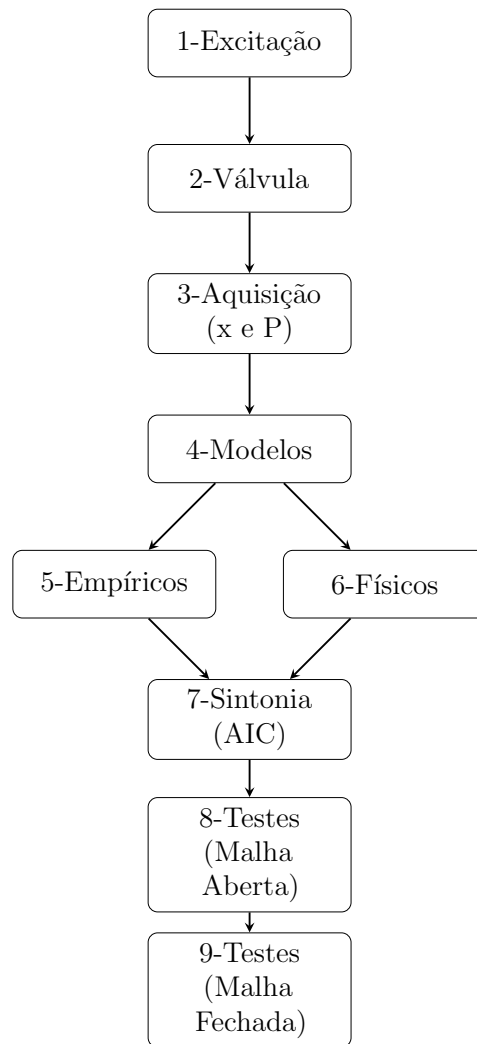 1-Excitação
2-Válvula
3-Aquisição
(x e P)
4-Modelos
5-Empíricos
6-Físicos
7-Sintonia
(AIC)
8-Testes
(Malha
Aberta)
9-Testes
(Malha
Fechada)